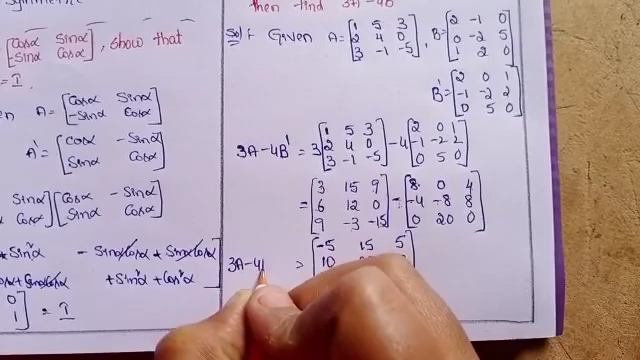 [cosα sinα
-sinα cosα], show that
= I.
A = [cosα sinα
-sinα cosα]
A' = [cosα -sinα
sinα cosα]
sinα
cosα] [cosα -sinα
sinα cosα]
+ sin²α - sinαcosα + sinαcosα
cosα + sinαcosα + sin²α + cos²α]
0
1] = I
then find 3A-4B'
Sol:- Given A = [1 5 3
2 4 0
3 -1 -5], B = [2 -1 0
0 -2 5
1 2 0]
B' = [2 0 1
-1 -2 2
0 5 0]
3A-4B' = 3[1 5 3
2 4 0
3 -1 -5] - 4[2 0 1
-1 -2 2
0 5 0]
= [3 15 9
6 12 0
9 -3 -15] - [8 0 4
-4 -8 8
0 20 0]
3A-4 = [-5 15 5
10